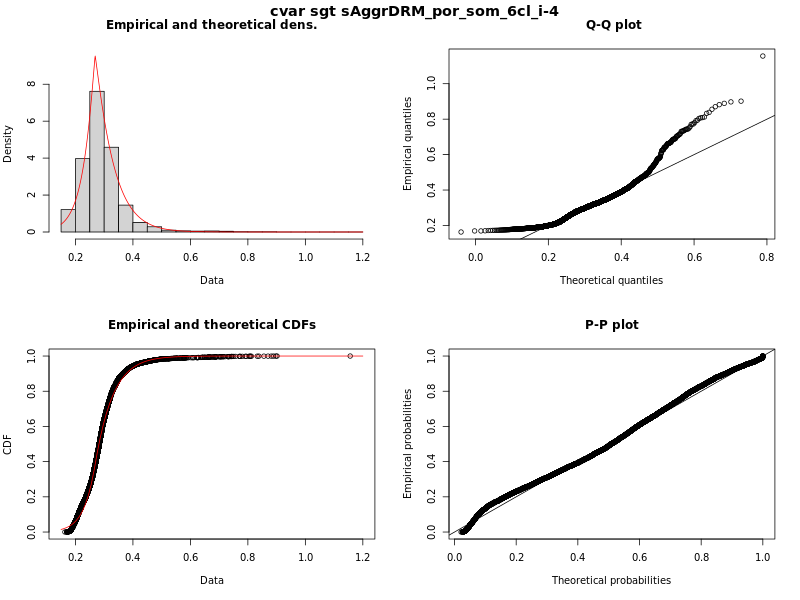 cvar sgt sAggrDRM_por_som_6cl_i-4
Empirical and theoretical dens.
Density
0 2 4 6 8
0.2 0.4 0.6 0.8 1.0 1.2
Data
Q-Q plot
Empirical quantiles
0.2 0.4 0.6 0.8 1.0
0.0 0.2 0.4 0.6 0.8
Theoretical quantiles
Empirical and theoretical CDFs
CDF
0.0 0.2 0.4 0.6 0.8 1.0
0.2 0.4 0.6 0.8 1.0 1.2
Data
P-P plot
Empirical probabilities
0.0 0.2 0.4 0.6 0.8 1.0
0.0 0.2 0.4 0.6 0.8 1.0
Theoretical probabilities